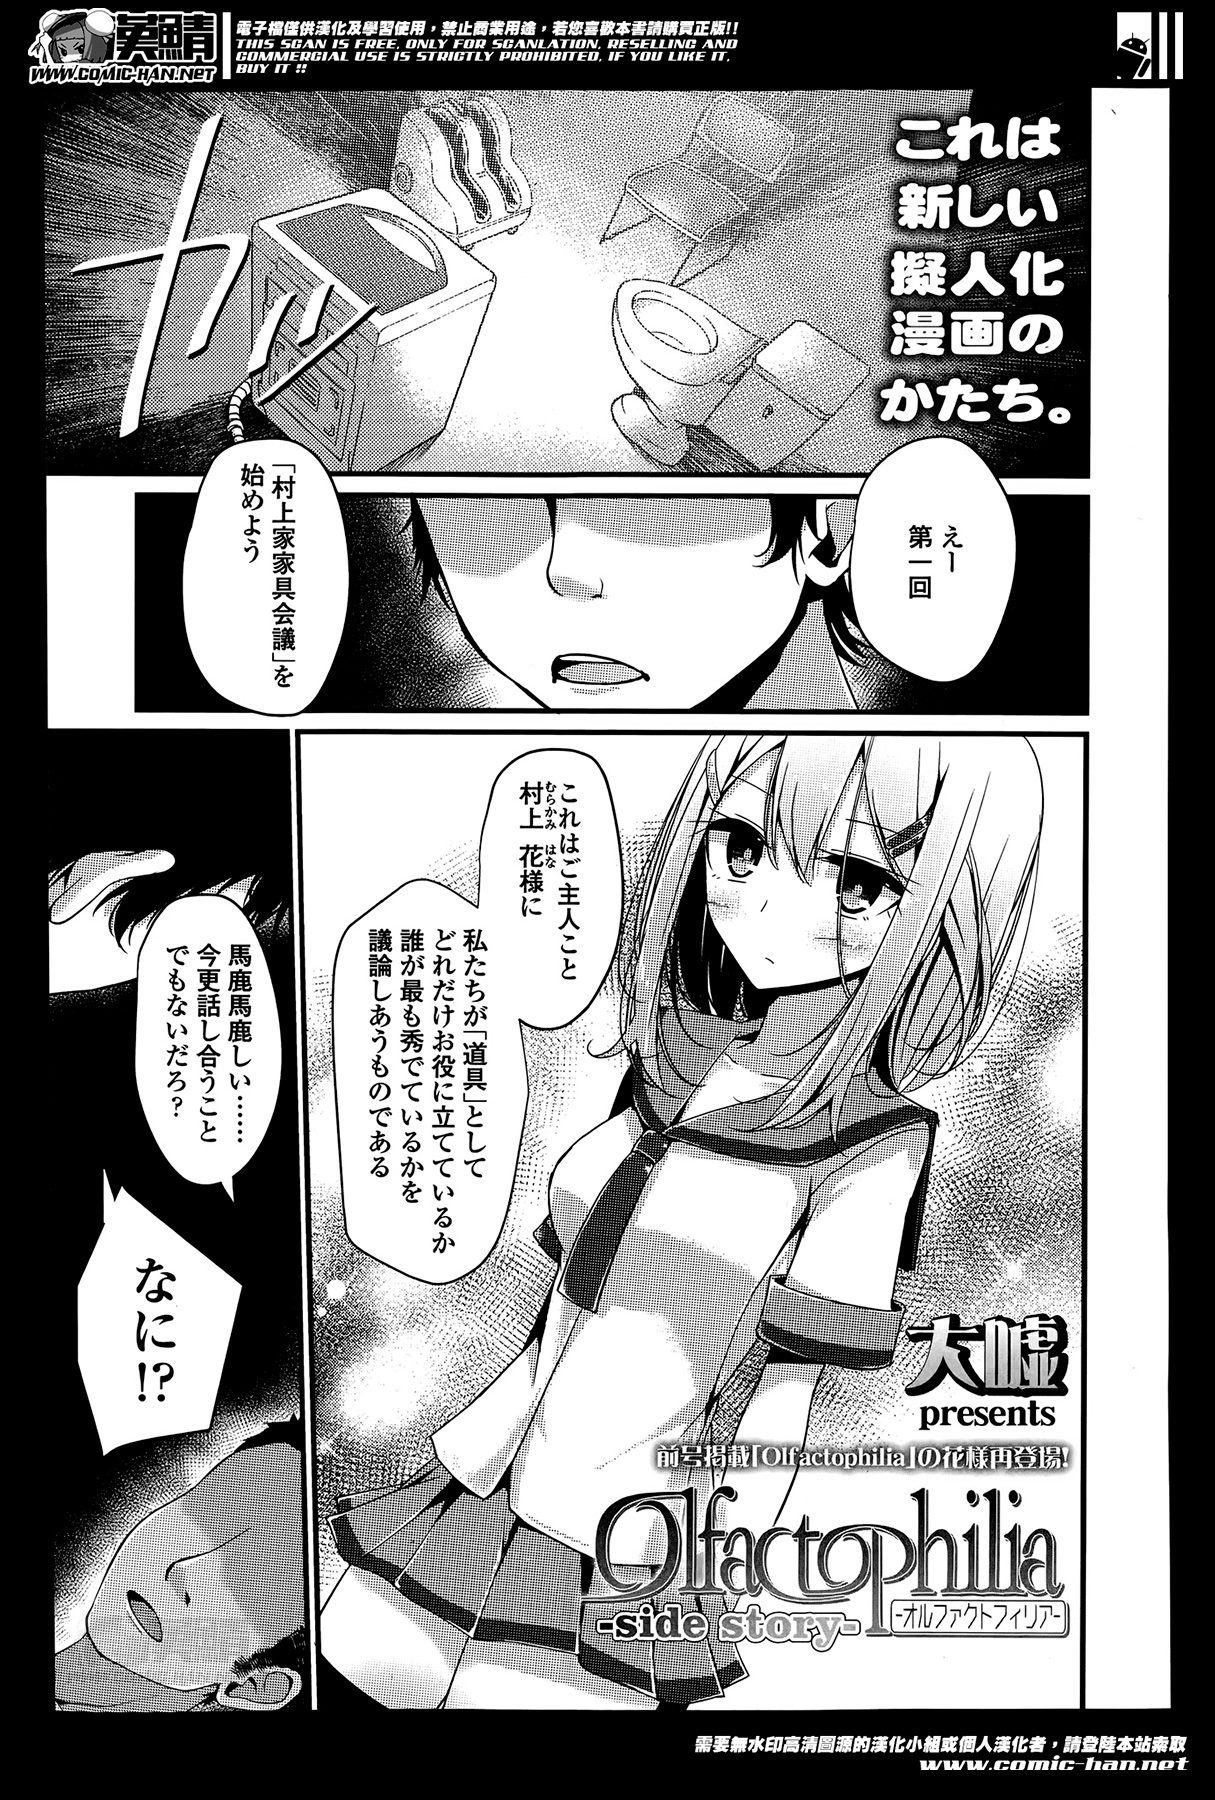 漢鯖
WWW.COMIC-HAN.NET
電子檔僅供漢化及學習使用，禁止商業用途，若您喜歡本書請購買正版!!
THIS SCAN IS FREE, ONLY FOR SCANLATION, RESELLING AND
COMMERCIAL USE IS STRICTLY PROHIBITED, IF YOU LIKE IT,
BUY IT !!
これは
新しい
擬人化
漫画の
かたち。
カッ
えー
第一回
「村上家家具会議」を
始めよう
これはご主人こと
村上 花様に
むらかみ はな
私たちが「道具」として
どれだけお役に立てているか
誰が最も秀でているかを
議論しあうものである
馬鹿馬鹿しい……
今更話し合うこと
でもないだろ？
なに!?
大嘘
presents
前号掲載「Olfactophilia」の花様再登場!
Olfactophilia
-side story-
-オルファクトフィリア-
需要無水印高清圖源的漢化小組或個人漢化者，請登陸本站索取
www.comic-han.net